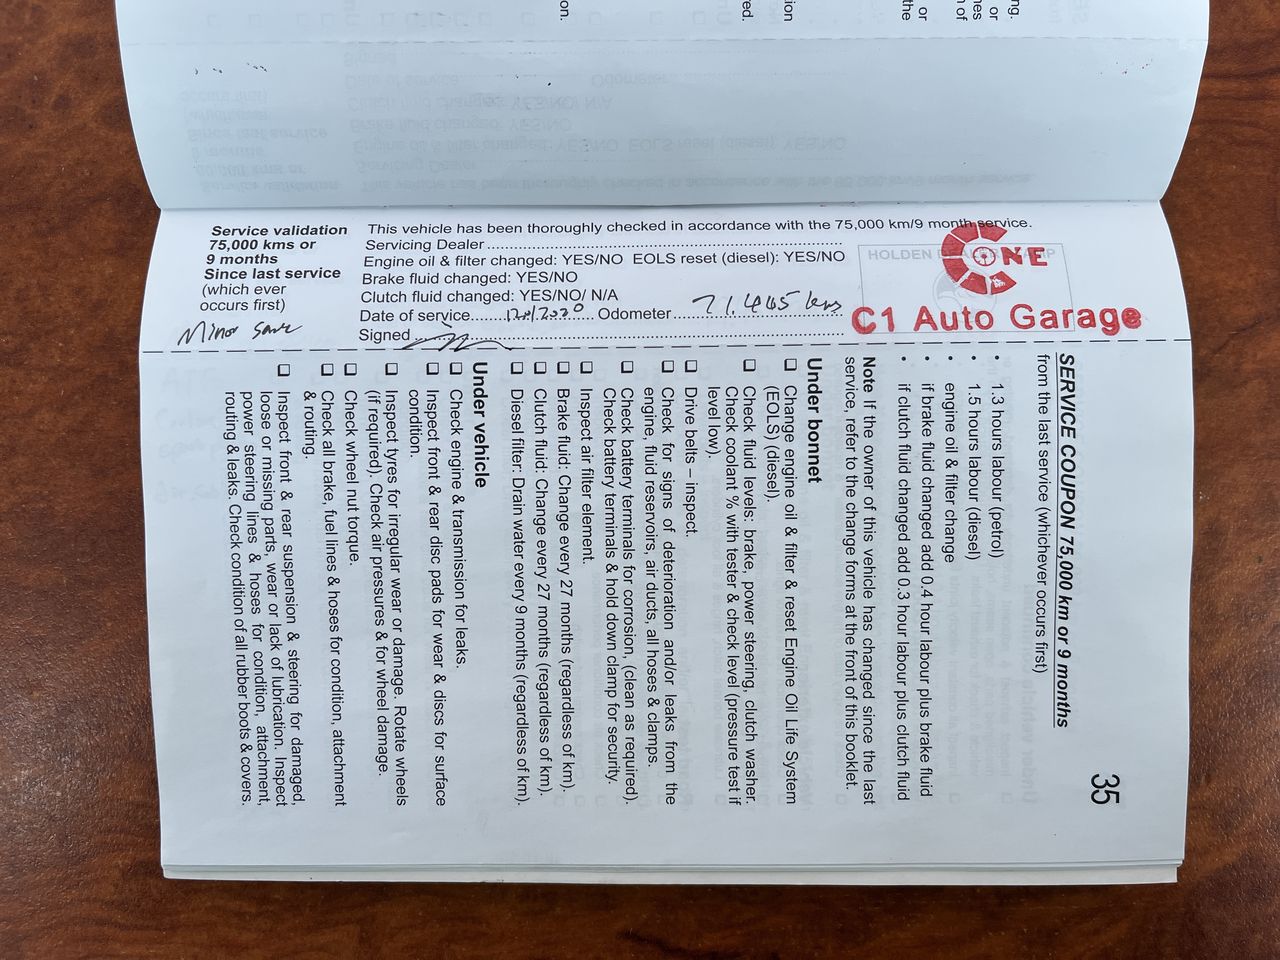 Service validation
75,000 kms or
9 months
Since last service
(which ever
occurs first)
Minor
This vehicle has been thoroughly checked in accordance with the 75,000 km/9 month service.
Servicing Dealer
Engine oil & filter changed: YES/NO EOLS reset (diesel): YES/NO
Brake fluid changed: YES/NO
Clutch fluid changed: YES/NO/ N/A
Date of service Odometer 71.445 kms
Signed
HOLDEN
ONE
C1 Auto Garage
35
SERVICE COUPON 75,000 km or 9 months
from the last service (whichever occurs first)
• 1.3 hours labour (petrol)
• 1.5 hours labour (diesel)
• engine oil & filter change
• if brake fluid changed add 0.4 hour labour plus brake fluid
• if clutch fluid changed add 0.3 hour labour plus clutch fluid
Note If the owner of this vehicle has changed since the last
service, refer to the change forms at the front of this booklet.
Under bonnet
❑ Change engine oil & filter & reset Engine Oil Life System
(EOLS) (diesel).
❑ Check fluid levels: brake, power steering, clutch washer.
Check coolant % with tester & check level (pressure test if
level low).
❑ Drive belts – inspect.
❑ Check for signs of deterioration and/or leaks from the
engine, fluid reservoirs, air ducts, all hoses & clamps.
❑ Check battery terminals for corrosion, (clean as required).
Check battery terminals & hold down clamp for security.
❑ Inspect air filter element.
❑ Brake fluid: Change every 27 months (regardless of km).
❑ Clutch fluid: Change every 27 months (regardless of km).
❑ Diesel filter: Drain water every 9 months (regardless of km).
Under vehicle
❑ Check engine & transmission for leaks.
❑ Inspect front & rear disc pads for wear & discs for surface
condition.
❑ Inspect tyres for irregular wear or damage. Rotate wheels
(if required). Check air pressures & for wheel damage.
❑ Check wheel nut torque.
❑ Check all brake, fuel lines & hoses for condition, attachment
& routing.
❑ Inspect front & rear suspension & steering for damaged,
loose or missing parts, wear or lack of lubrication. Inspect
power steering lines & hoses for condition, attachment,
routing & leaks. Check condition of all rubber boots & covers.